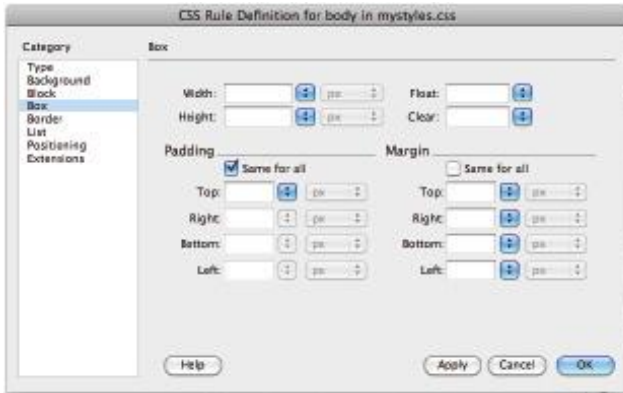 CSS Rule Definition for body in mystyles.css
Category
Box
Type
Background
Block
Box
Border
List
Positioning
Extensions
Width: px Float:
Height: px Clear:
Padding Margin
Same for all Same for all
Top: px Top: px
Right: px Right: px
Bottom: px Bottom: px
Left: px Left: px
Help Apply Cancel OK